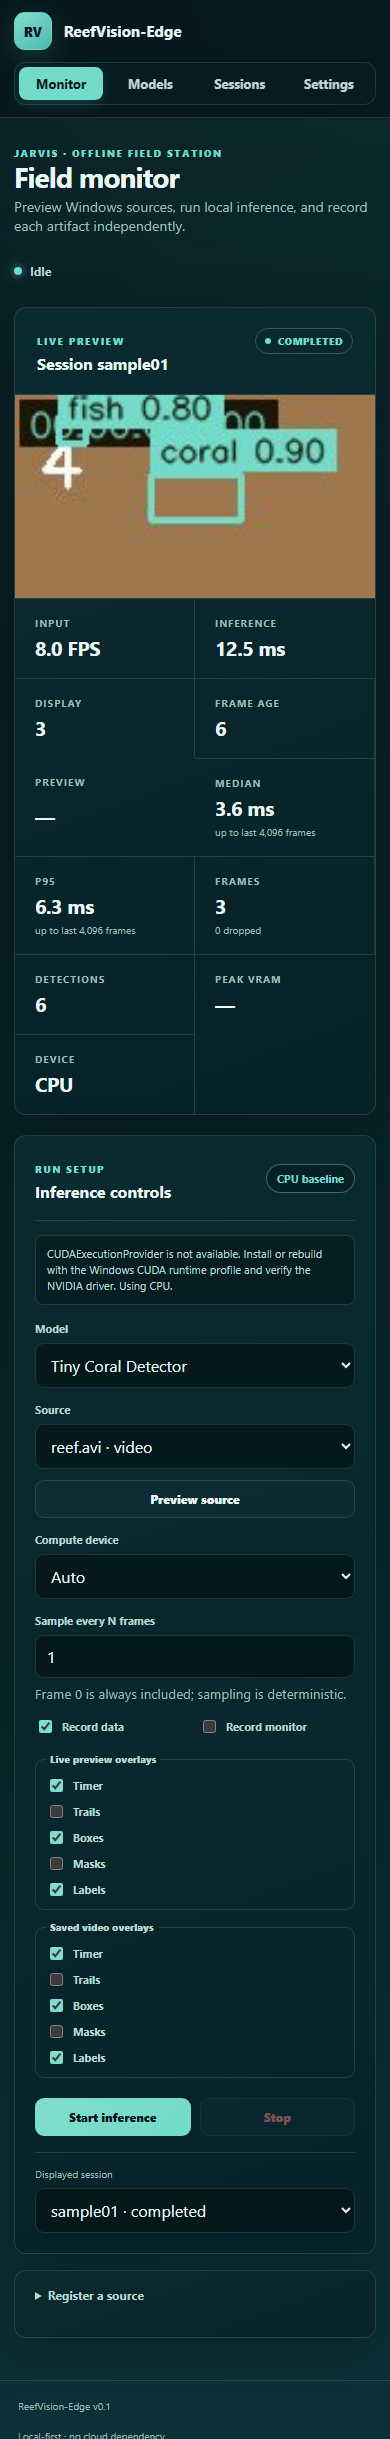 RV
ReefVision-Edge
Monitor
Models
Sessions
Settings
JARVIS · OFFLINE FIELD STATION
Field monitor
Preview Windows sources, run local inference, and record
each artifact independently.
Idle
LIVE PREVIEW
Session sample01
COMPLETED
fish 0.80
coral 0.90
4
INPUT
8.0 FPS
INFERENCE
12.5 ms
DISPLAY
3
FRAME AGE
6
PREVIEW
—
MEDIAN
3.6 ms
up to last 4,096 frames
P95
6.3 ms
up to last 4,096 frames
FRAMES
3
0 dropped
DETECTIONS
6
PEAK VRAM
—
DEVICE
CPU
RUN SETUP
Inference controls
CPU baseline
CUDAExecutionProvider is not available. Install or rebuild
with the Windows CUDA runtime profile and verify the
NVIDIA driver. Using CPU.
Model
Tiny Coral Detector
Source
reef.avi · video
Preview source
Compute device
Auto
Sample every N frames
1
Frame 0 is always included; sampling is deterministic.
Record data
Record monitor
Live preview overlays
Timer
Trails
Boxes
Masks
Labels
Saved video overlays
Timer
Trails
Boxes
Masks
Labels
Start inference
Stop
Displayed session
sample01 · completed
Register a source
ReefVision-Edge v0.1
Local-first · no cloud dependency